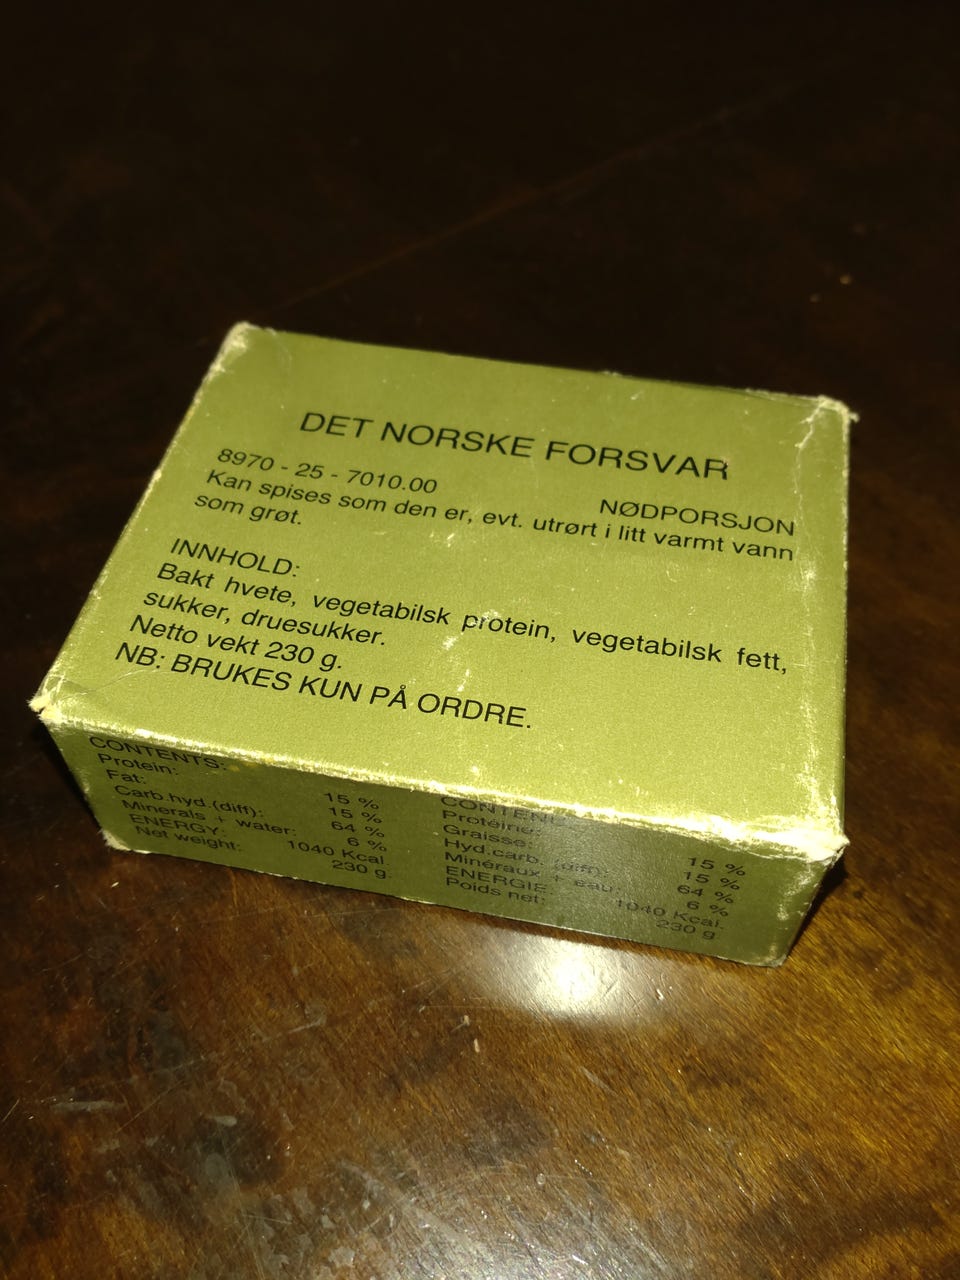 DET NORSKE FORSVAR
8970 - 25 - 7010.00
NØDPORSJON
Kan spises som den er, evt. utrørt i litt varmt vann
som grøt.
INNHOLD:
Bakt hvete, vegetabilsk protein, vegetabilsk fett,
sukker, druesukker.
Netto vekt 230 g.
NB: BRUKES KUN PÅ ORDRE.
CONTENTS:
Protein: 15 %
Fat: 15 %
Carb.hyd.(diff): 64 %
Minerals + water: 6 %
ENERGY: 1040 Kcal.
Net weight: 230 g.
Protéine: 15 %
Graisse: 15 %
Hyd.carb. (diff): 64 %
Minéraux + eau: 6 %
ENERGIE: 1040 Kcal.
Poids net: 230 g